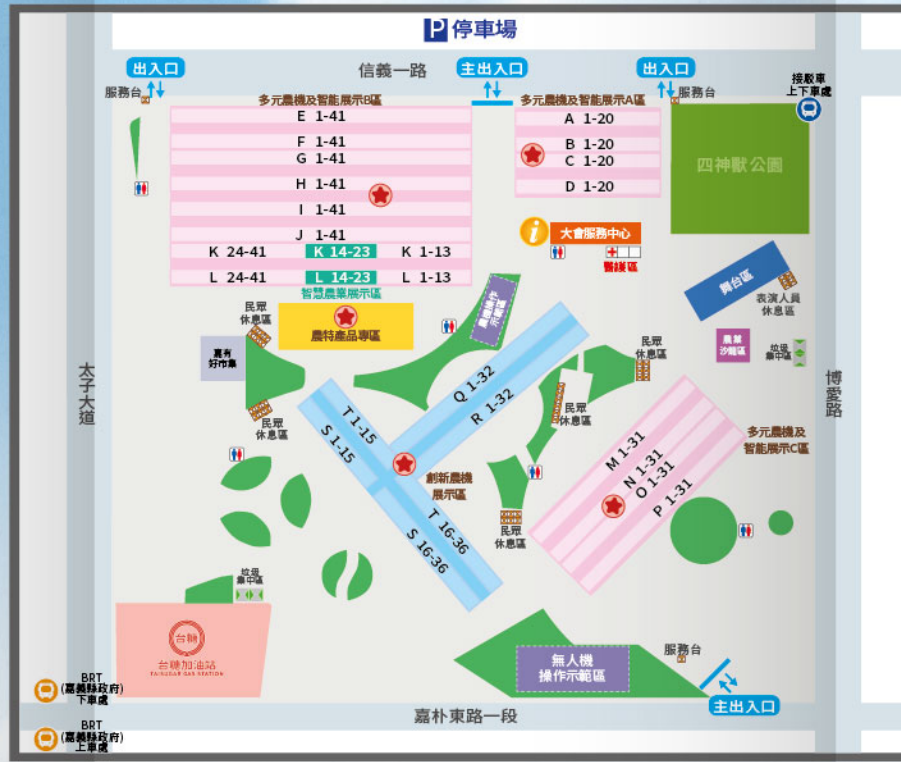 P 停車場
出入口
信義一路
主出入口
出入口
接駁車
上下車處
服務台
服務台
多元農機及智能展示B區
多元農機及智能展示A區
E 1-41
F 1-41
G 1-41
H 1-41
I 1-41
J 1-41
K 24-41
K 14-23
K 1-13
L 24-41
L 14-23
L 1-13
智慧農業展示區
A 1-20
B 1-20
C 1-20
D 1-20
四神獸公園
i
大會服務中心
醫護區
舞台區
表演人員
休息區
民眾
休息區
農特產品專區
嘉有
好市集
示範區
農業
沙龍區
垃圾
集中區
民眾
休息區
太子大道
博愛路
Q 1-32
R 1-32
T 1-15
S 1-15
民眾
休息區
民眾
休息區
多元農機及
智能展示C區
M 1-31
N 1-31
O 1-31
P 1-31
創新農機
展示區
T 16-36
S 16-36
民眾
休息區
垃圾
集中區
台糖
台糖加油站
TAISUGAR GAS STATION
無人機
操作示範區
服務台
主出入口
BRT
(嘉義縣政府)
下車處
嘉朴東路一段
BRT
(嘉義縣政府)
上車處